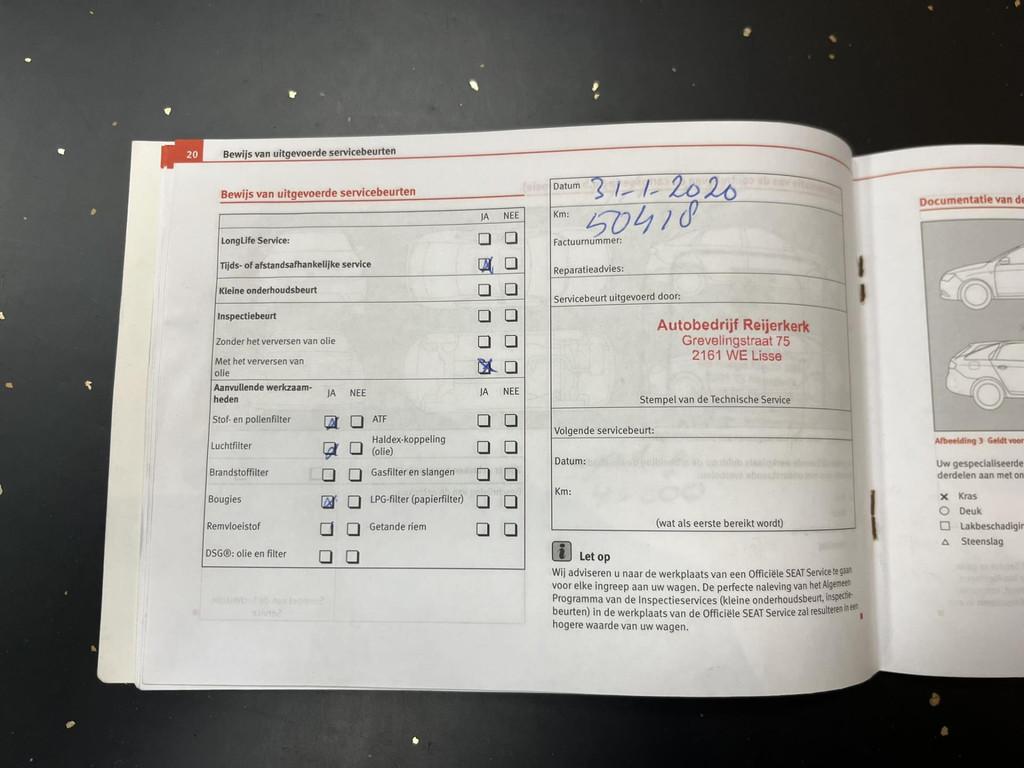 20 Bewijs van uitgevoerde servicebeurten
Bewijs van uitgevoerde servicebeurten
JA NEE
LongLife Service:
Tijds- of afstandsafhankelijke service
Kleine onderhoudsbeurt
Inspectiebeurt
Zonder het verversen van olie
Met het verversen van
olie
Aanvullende werkzaam-
heden
JA NEE
JA NEE
Stof- en pollenfilter
ATF
Luchtfilter
Haldex-koppeling
(olie)
Brandstoffilter
Gasfilter en slangen
Bougies
LPG-filter (papierfilter)
Remvloeistof
Getande riem
DSG®: olie en filter
Datum 31-1-2020
Km: 50418
Factuurnummer:
Reparatieadvies:
Servicebeurt uitgevoerd door:
Autobedrijf Reijerkerk
Grevelingstraat 75
2161 WE Lisse
Stempel van de Technische Service
Volgende servicebeurt:
Datum:
Km:
(wat als eerste bereikt wordt)
i Let op
Wij adviseren u naar de werkplaats van een Officiële SEAT Service te gaan
voor elke ingreep aan uw wagen. De perfecte naleving van het Algemeen
Programma van de Inspectieservices (kleine onderhoudsbeurt, inspectie-
beurten) in de werkplaats van de Officiële SEAT Service zal resulteren in een
hogere waarde van uw wagen.
Documentatie van de
Afbeelding 3 Geldt voor
Uw gespecialiseerde
derdelen aan met on
Kras
Deuk
Lakbeschadigin
Steenslag